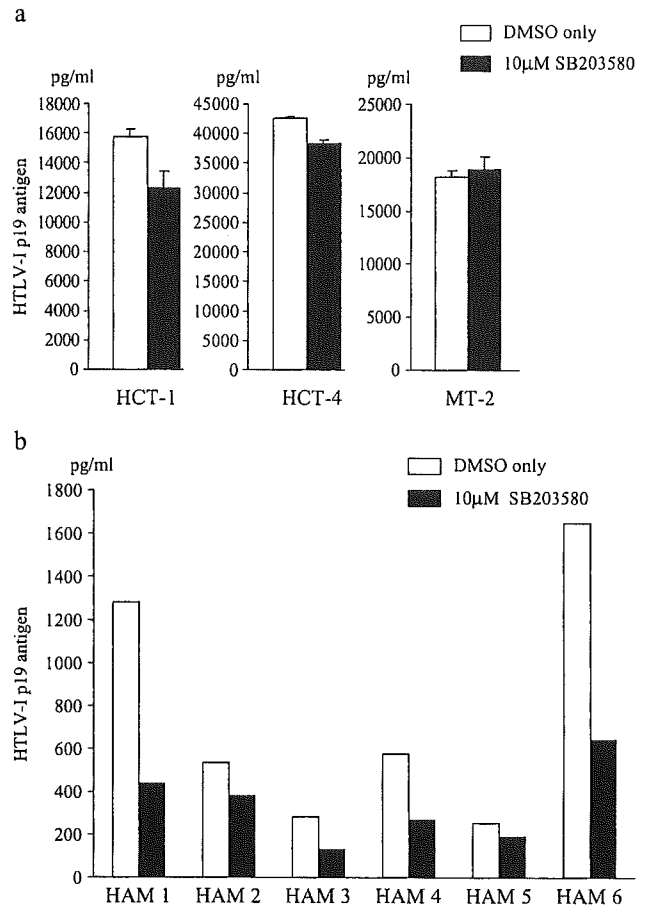 a
DMSO only
10μM SB203580
pg/ml
pg/ml
pg/ml
HTLV-I p19 antigen
18000
16000
14000
12000
10000
8000
6000
4000
2000
0
HCT-1
45000
40000
35000
30000
25000
20000
15000
10000
5000
0
HCT-4
25000
20000
15000
10000
5000
0
MT-2
b
pg/ml
DMSO only
10μM SB203580
HTLV-I p19 antigen
1800
1600
1400
1200
1000
800
600
400
200
0
HAM 1 HAM 2 HAM 3 HAM 4 HAM 5 HAM 6